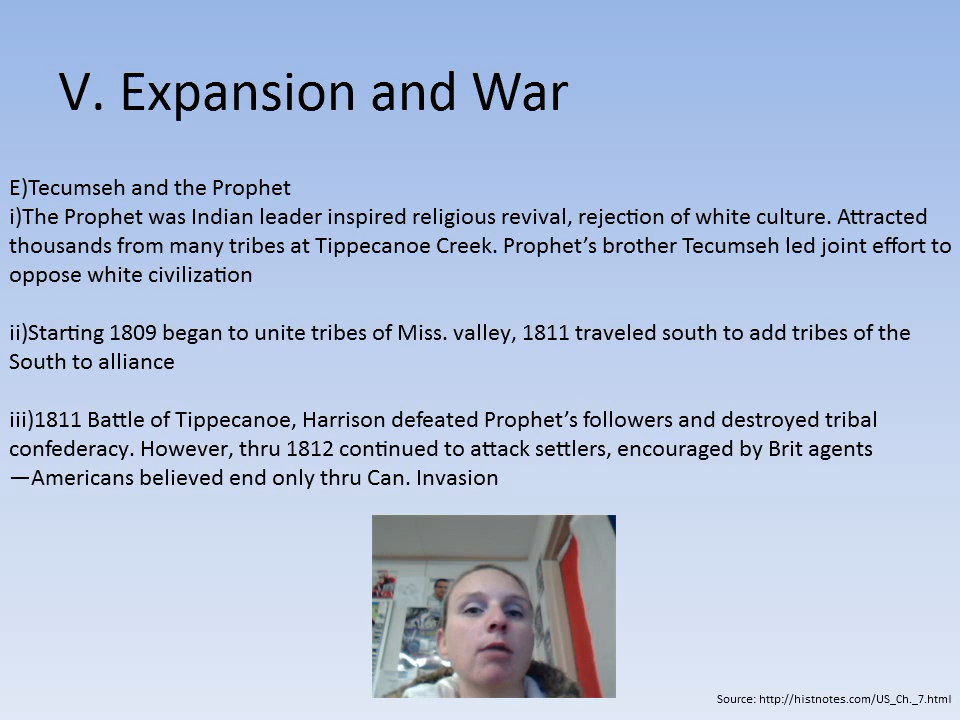 V. Expansion and War
E)Tecumseh and the Prophet
i)The Prophet was Indian leader inspired religious revival, rejection of white culture. Attracted
thousands from many tribes at Tippecanoe Creek. Prophet’s brother Tecumseh led joint effort to
oppose white civilization
ii)Starting 1809 began to unite tribes of Miss. valley, 1811 traveled south to add tribes of the
South to alliance
iii)1811 Battle of Tippecanoe, Harrison defeated Prophet’s followers and destroyed tribal
confederacy. However, thru 1812 continued to attack settlers, encouraged by Brit agents
—Americans believed end only thru Can. Invasion
Source: http://histnotes.com/US_Ch._7.html